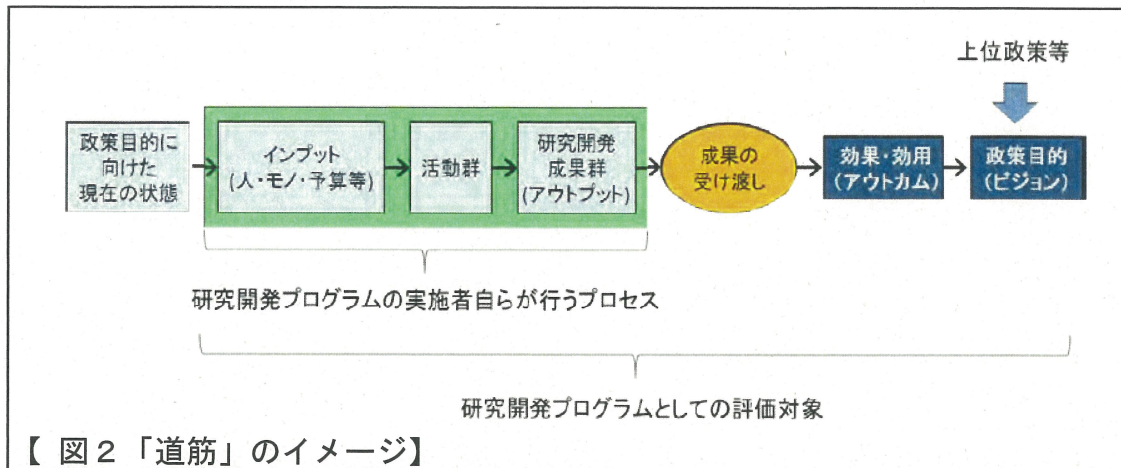 上位政策等
政策目的に
向けた
現在の状態
インプット
(人・モノ・予算等)
活動群
研究開発
成果群
(アウトプット)
成果の
受け渡し
効果・効用
(アウトカム)
政策目的
(ビジョン)
研究開発プログラムの実施者自らが行うプロセス
研究開発プログラムとしての評価対象
【 図2「道筋」のイメージ】